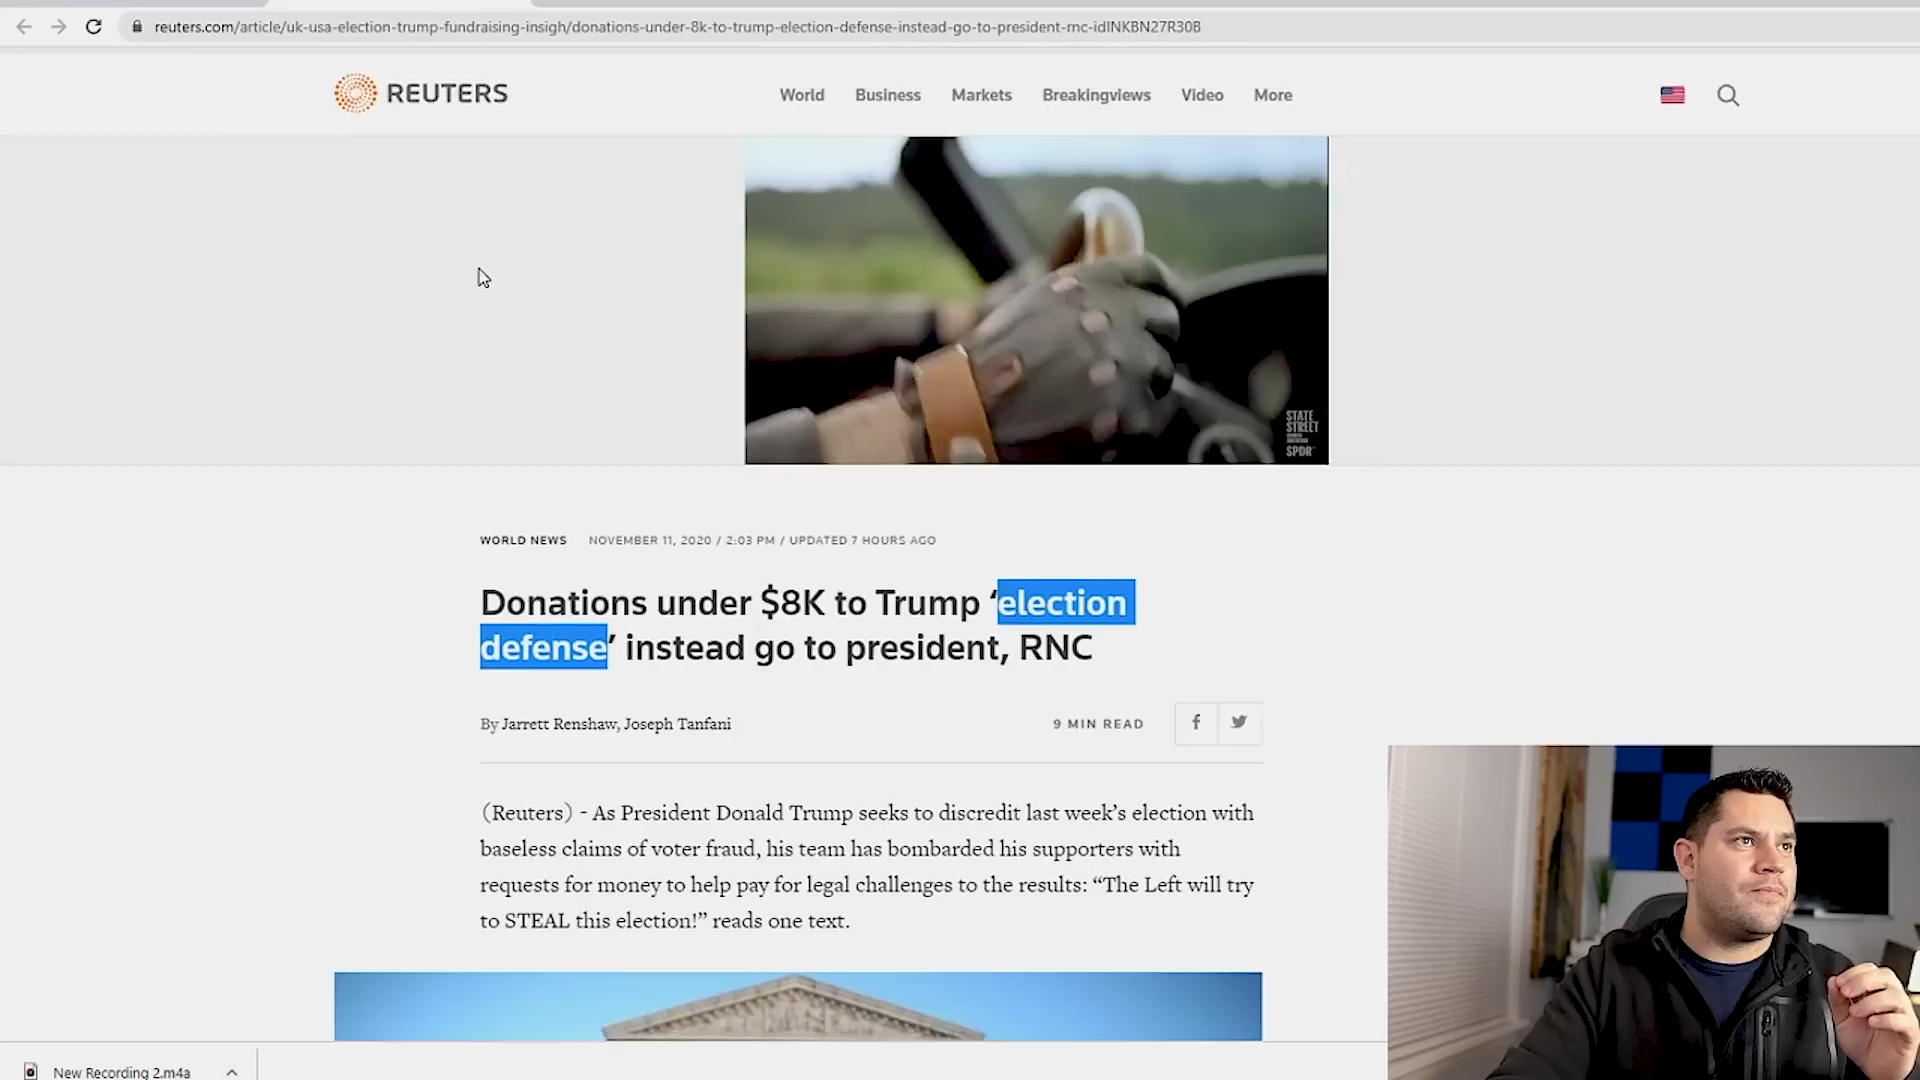 reuters.com/article/uk-usa-election-trump-fundraising-insigh/donations-under-8k-to-trump-election-defense-instead-go-to-president-rnc-idINKBN27R30B
REUTERS
World Business Markets Breakingviews Video More
STATE
STREET
SPDR
WORLD NEWS NOVEMBER 11, 2020 / 2:03 PM / UPDATED 7 HOURS AGO
Donations under $8K to Trump ‘election
defense’ instead go to president, RNC
By Jarrett Renshaw, Joseph Tanfani
9 MIN READ
(Reuters) - As President Donald Trump seeks to discredit last week’s election with
baseless claims of voter fraud, his team has bombarded his supporters with
requests for money to help pay for legal challenges to the results: “The Left will try
to STEAL this election!” reads one text.
New Recording 2.m4a